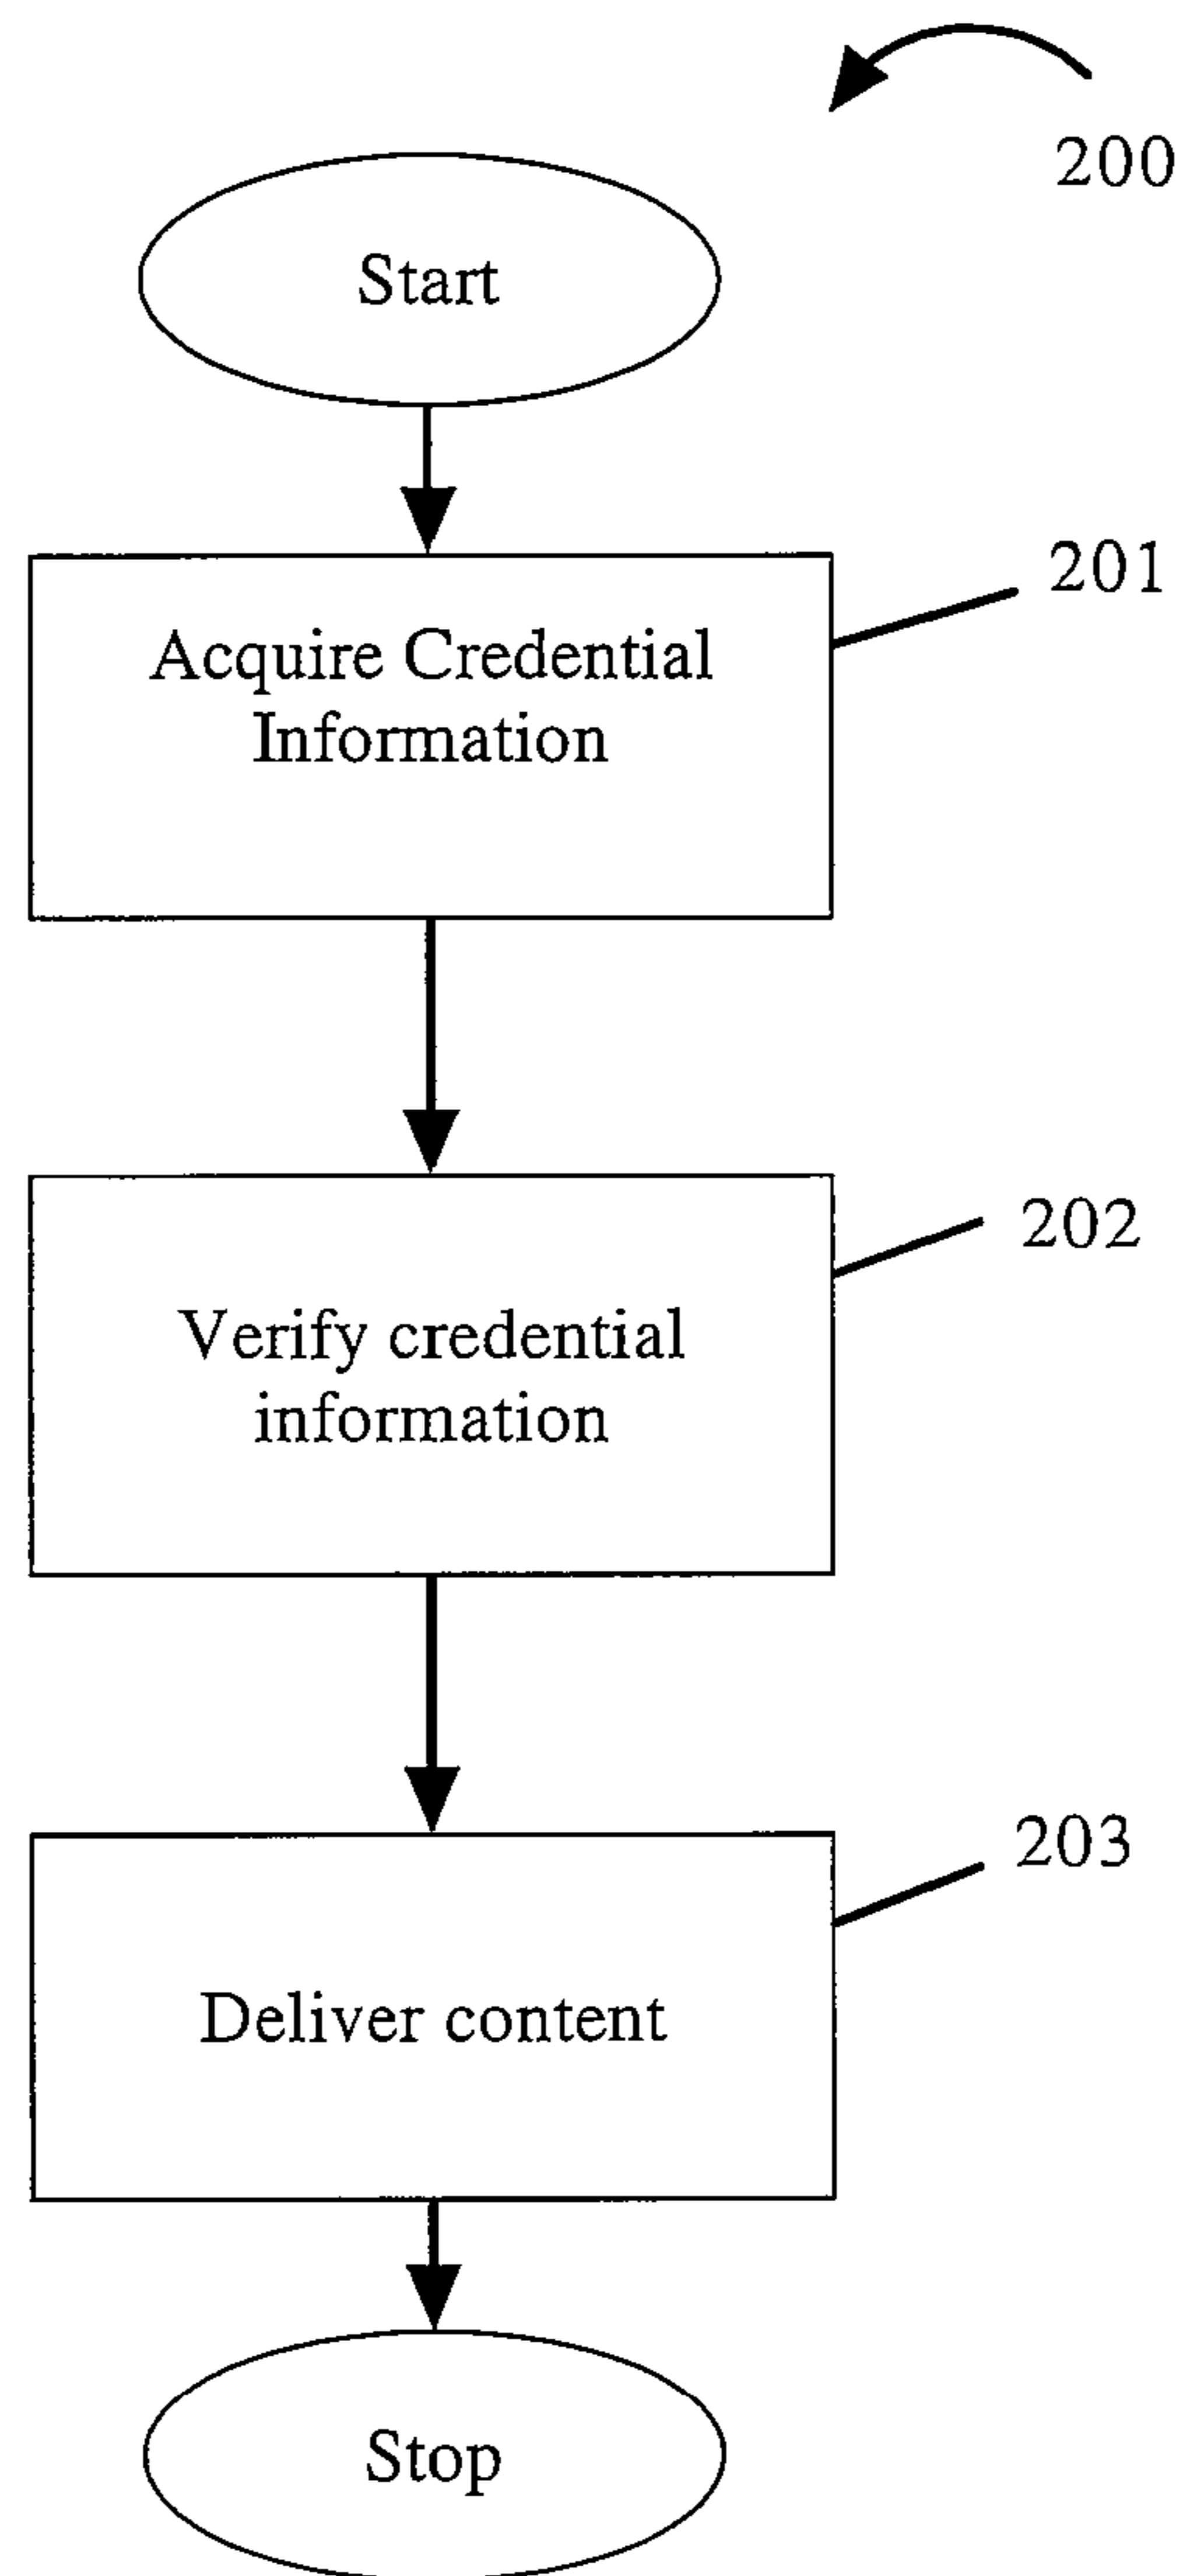 200
Start
201
Acquire Credential
Information
202
Verify credential
information
203
Deliver content
Stop